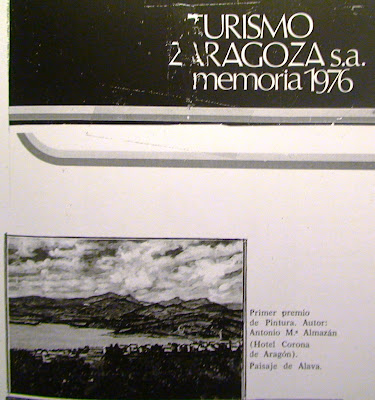 TURISMO
ZARAGOZA s.a.
memoria 1976
Primer premio
de Pintura. Autor:
Antonio M.ª Almazán
(Hotel Corona
de Aragón).
Paisaje de Alava.